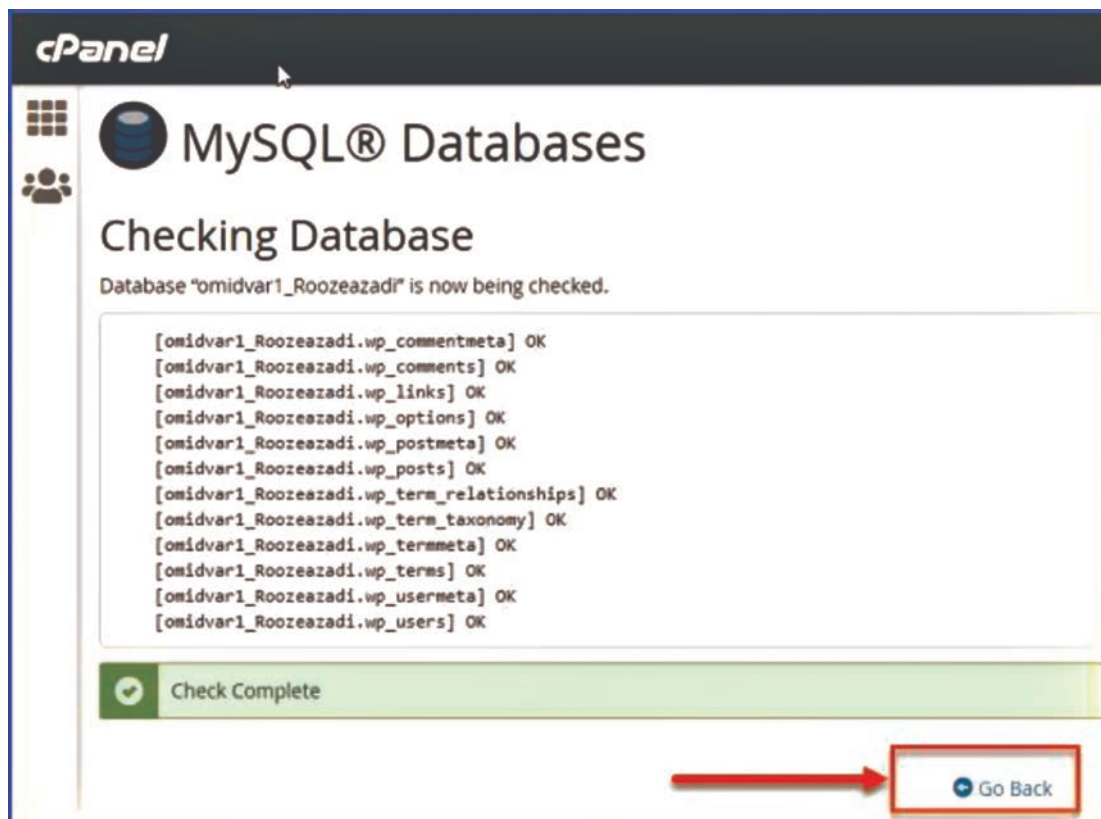 cPanel
MySQL® Databases
Checking Database
Database "omidvar1_Roozeazadi" is now being checked.
[omidvar1_Roozeazadi.wp_commentmeta] OK
[omidvar1_Roozeazadi.wp_comments] OK
[omidvar1_Roozeazadi.wp_links] OK
[omidvar1_Roozeazadi.wp_options] OK
[omidvar1_Roozeazadi.wp_postmeta] OK
[omidvar1_Roozeazadi.wp_posts] OK
[omidvar1_Roozeazadi.wp_term_relationships] OK
[omidvar1_Roozeazadi.wp_term_taxonomy] OK
[omidvar1_Roozeazadi.wp_termmeta] OK
[omidvar1_Roozeazadi.wp_terms] OK
[omidvar1_Roozeazadi.wp_usermeta] OK
[omidvar1_Roozeazadi.wp_users] OK
Check Complete
Go Back